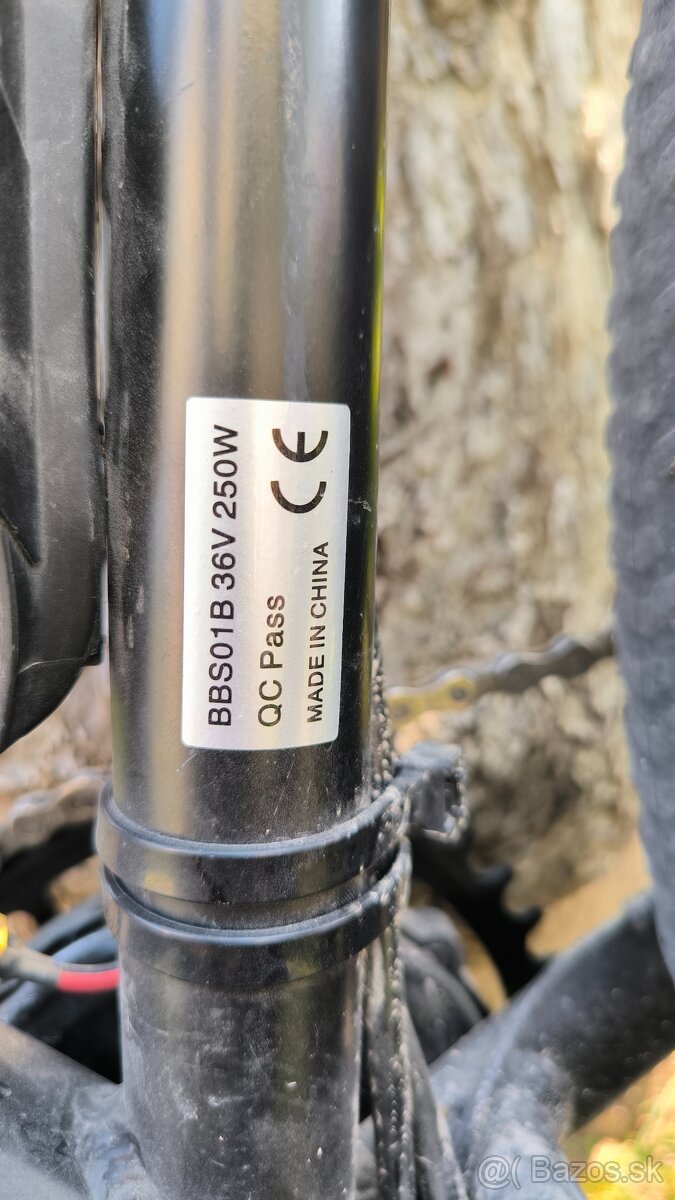 BBS01B 36V 250W
QC Pass
MADE IN CHINA
CE
@( Bazos.sk